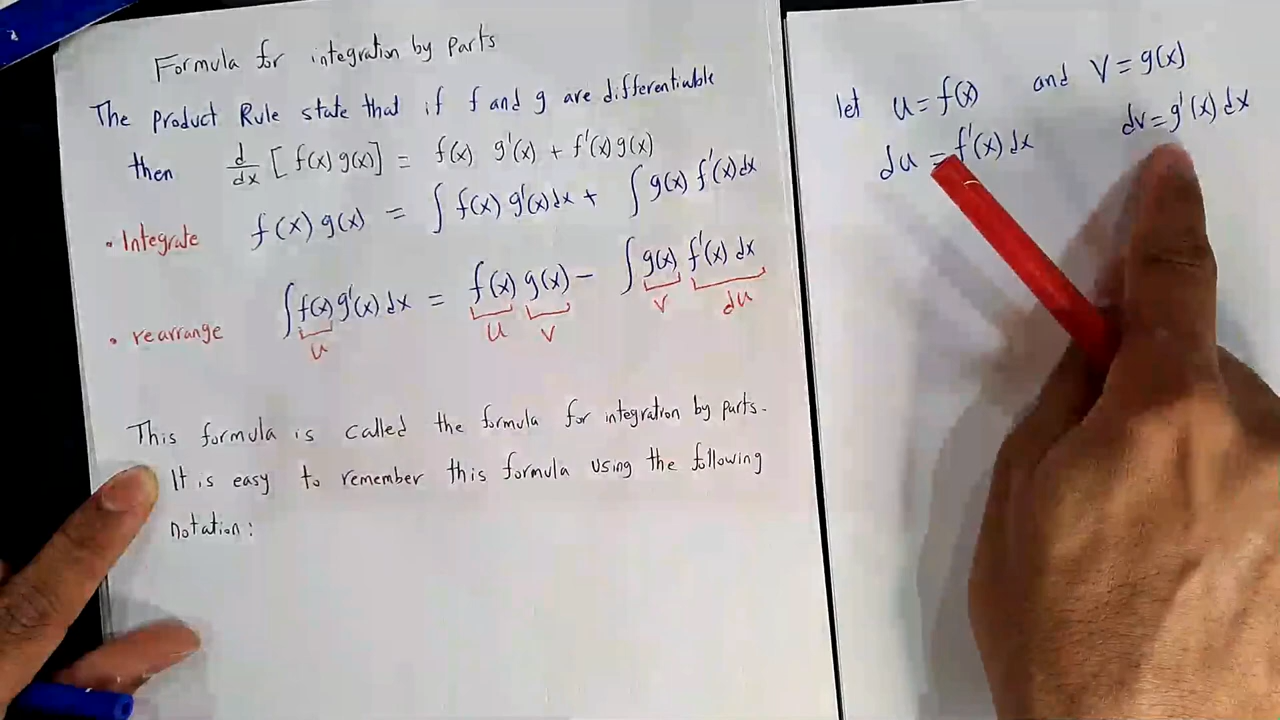 Formula for integration by parts
The product Rule state that if f and g are differentiable
then d/dx [f(x) g(x)] = f(x) g'(x) + f'(x) g(x)
• Integrate f(x) g(x) = ∫ f(x) g'(x) dx + ∫ g(x) f'(x) dx
• rearrange ∫ f(x) g'(x) dx = f(x) g(x) − ∫ g(x) f'(x) dx
u u v v du
This formula is called the formula for integration by parts.
It is easy to remember this formula using the following
notation:
let u = f(x) and v = g(x)
du = f'(x) dx dv = g'(x) dx